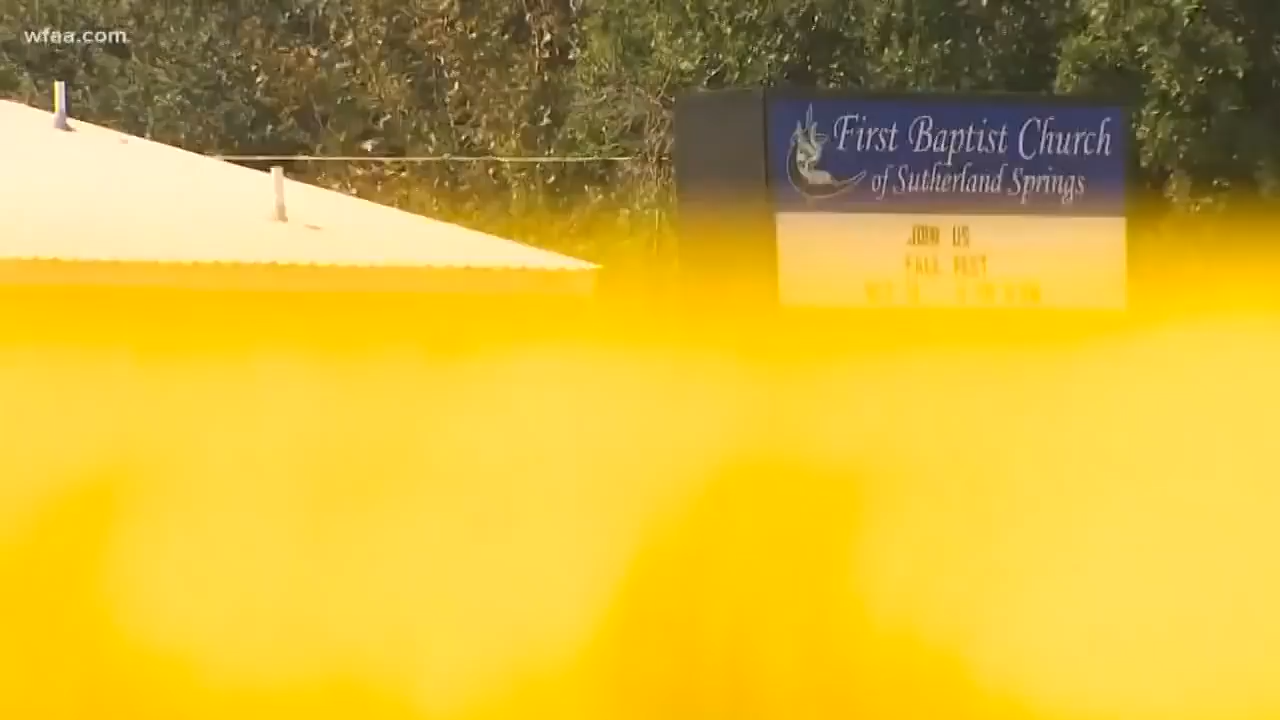 wfaa.com
First Baptist Church
of Sutherland Springs
JOIN US
FALL FEST